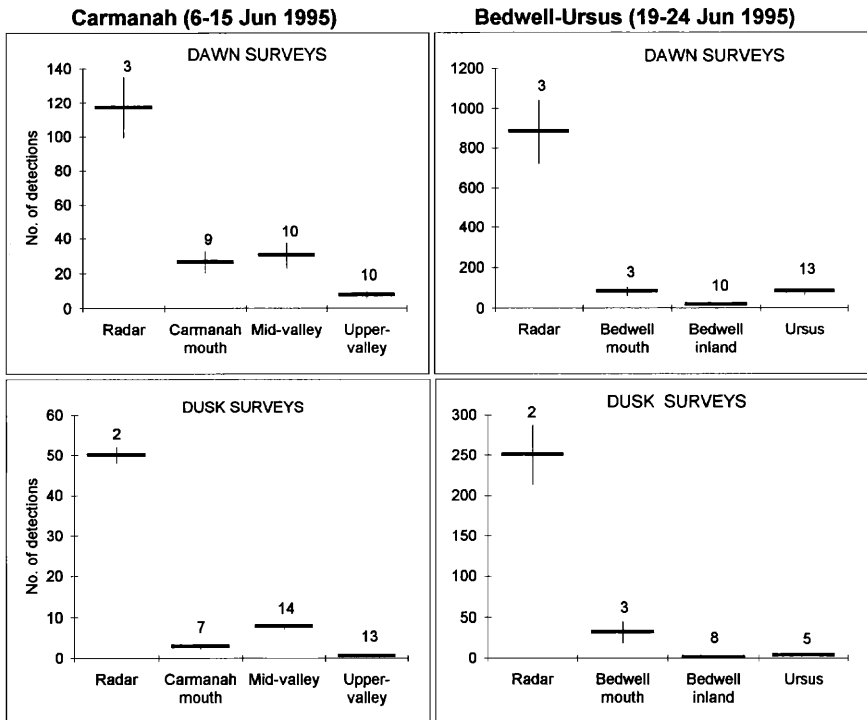 Carmanah (6-15 Jun 1995)
Bedwell-Ursus (19-24 Jun 1995)
DAWN SURVEYS
No. of detections
140
120
100
80
60
40
20
0
3
9
10
10
Radar
Carmanah mouth
Mid-valley
Upper-valley
DAWN SURVEYS
1200
1000
800
600
400
200
0
3
3
10
13
Radar
Bedwell mouth
Bedwell inland
Ursus
DUSK SURVEYS
No. of detections
60
50
40
30
20
10
0
2
7
14
13
Radar
Carmanah mouth
Mid-valley
Upper-valley
DUSK SURVEYS
300
250
200
150
100
50
0
2
3
8
5
Radar
Bedwell mouth
Bedwell inland
Ursus